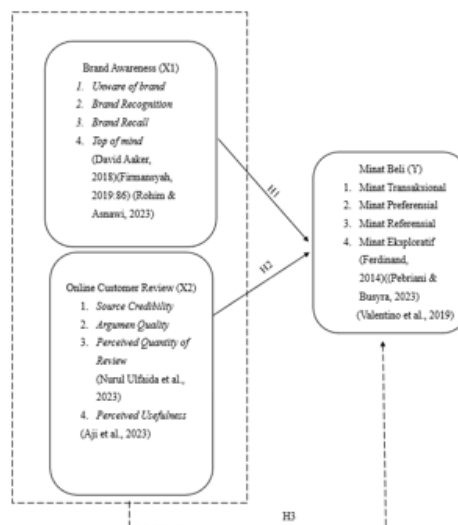 Brand Awareness (X1)
1. Unware of brand
2. Brand Recognition
3. Brand Recall
4. Top of mind
(David Aaker,
2018)(Firmansyah,
2019:86) (Rohim &
Asnawi, 2023)
H1
Minat Beli (Y)
1. Minat Transaksional
2. Minat Preferensial
3. Minat Referensial
4. Minat Eksploratif
(Ferdinand,
2014)((Pebriani &
Busyra, 2023)
(Valentino et al., 2019)
H2
Online Customer Review (X2)
1. Source Credibility
2. Argumen Quality
3. Perceived Quantity of
Review
(Nurul Ulfaida et al.,
2023)
4. Perceived Usefulness
(Aji et al., 2023)
H3